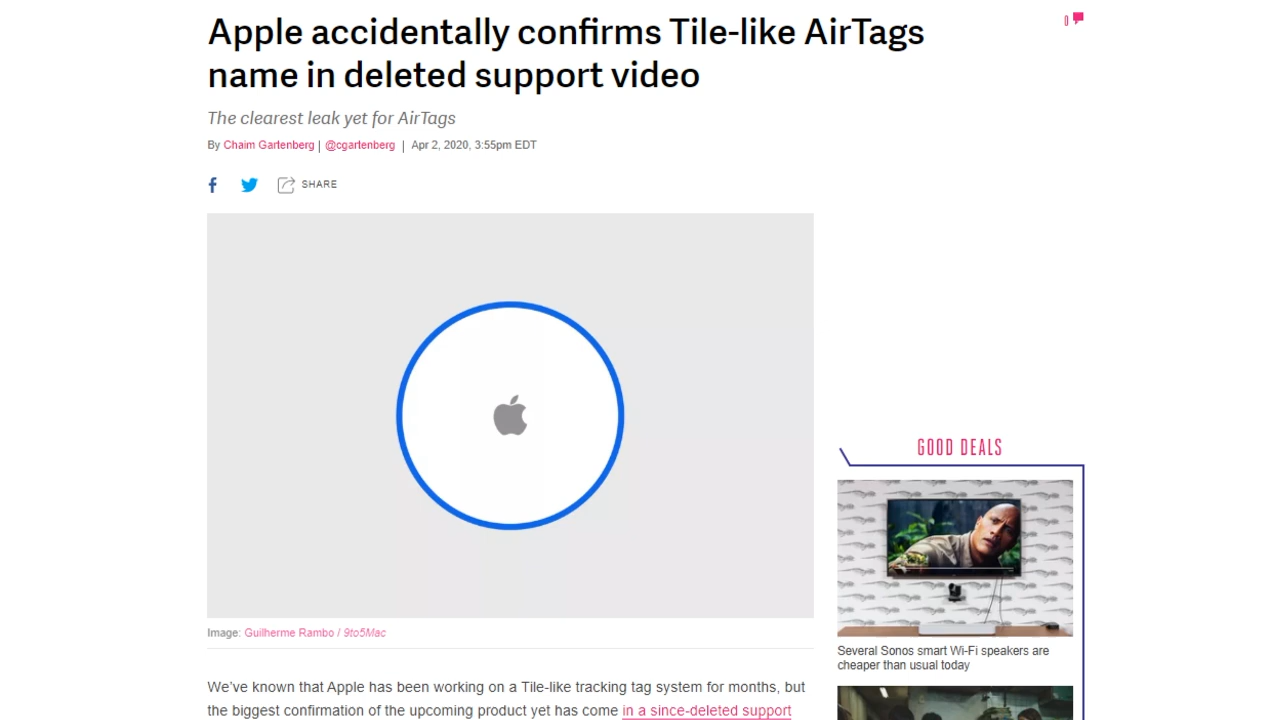 Apple accidentally confirms Tile-like AirTags
name in deleted support video
The clearest leak yet for AirTags
By Chaim Gartenberg | @cgartenberg | Apr 2, 2020, 3:55pm EDT
SHARE
Image: Guilherme Rambo / 9to5Mac
We've known that Apple has been working on a Tile-like tracking tag system for months, but
the biggest confirmation of the upcoming product yet has come in a since-deleted support
0
GOOD DEALS
Several Sonos smart Wi-Fi speakers are
cheaper than usual today